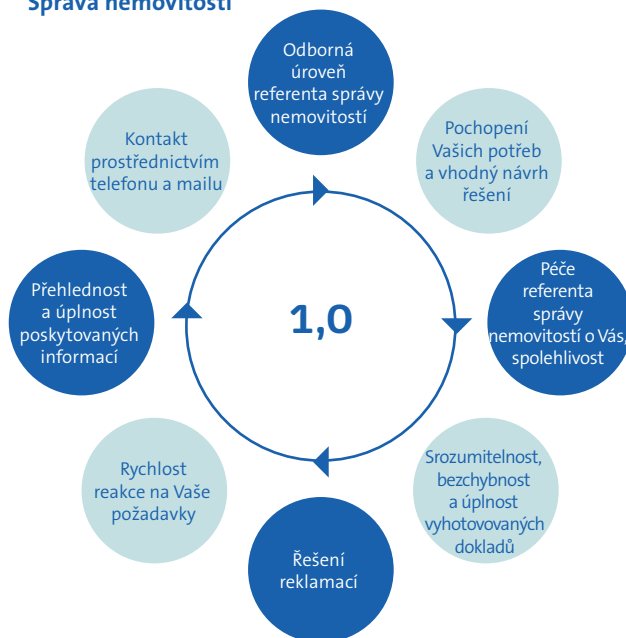 Správa nemovitostí
Odborná
úroveň
referenta správy
nemovitostí
Pochopení
Vašich potřeb
a vhodný návrh
řešení
Péče
referenta
správy
nemovitostí o Vás,
spolehlivost
Srozumitelnost,
bezchybnost
a úplnost
vyhotovovaných
dokladů
Řešení
reklamací
Rychlost
reakce na Vaše
požadavky
Přehlednost
a úplnost
poskytovaných
informací
Kontakt
prostřednictvím
telefonu a mailu
1,0